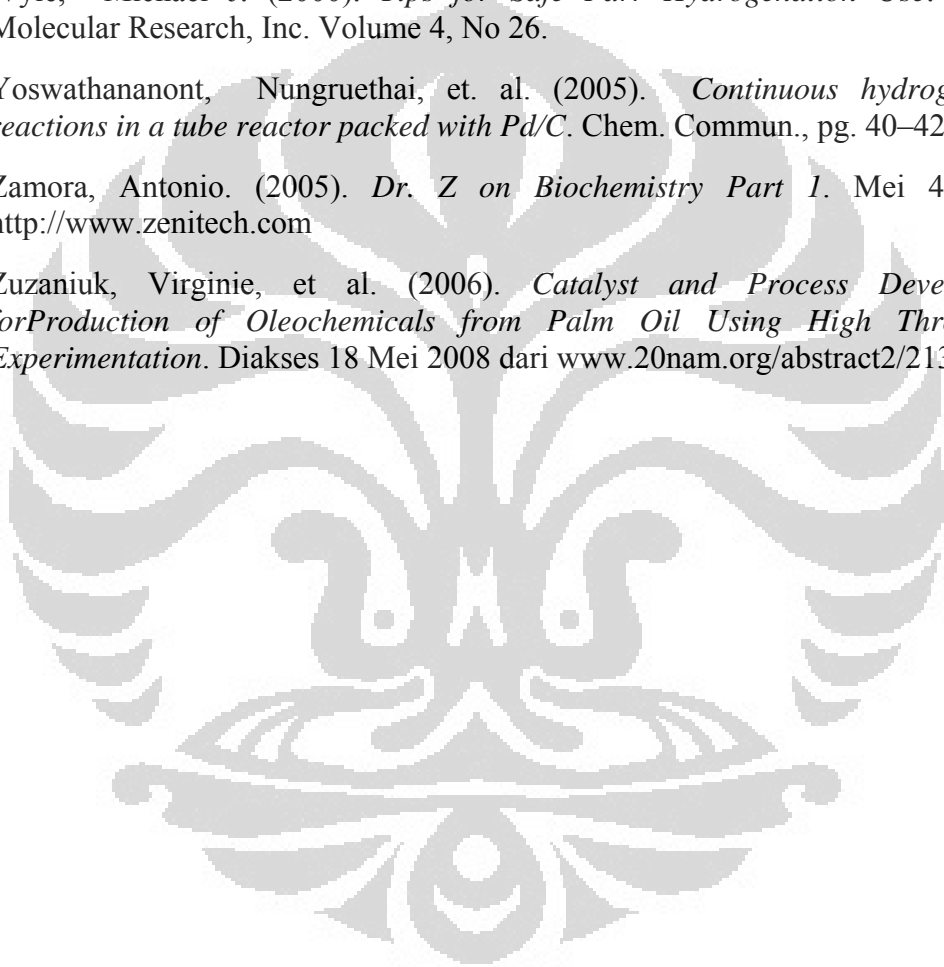 Molecular Research, Inc. Volume 4, No 26.
Yoswathananont, Nungruethai, et. al. (2005). Continuous hydrog
reactions in a tube reactor packed with Pd/C. Chem. Commun., pg. 40–42
Zamora, Antonio. (2005). Dr. Z on Biochemistry Part 1. Mei 4
http://www.zenitech.com
Zuzaniuk, Virginie, et al. (2006). Catalyst and Process Deve
forProduction of Oleochemicals from Palm Oil Using High Thr
Experimentation. Diakses 18 Mei 2008 dari www.20nam.org/abstract2/213